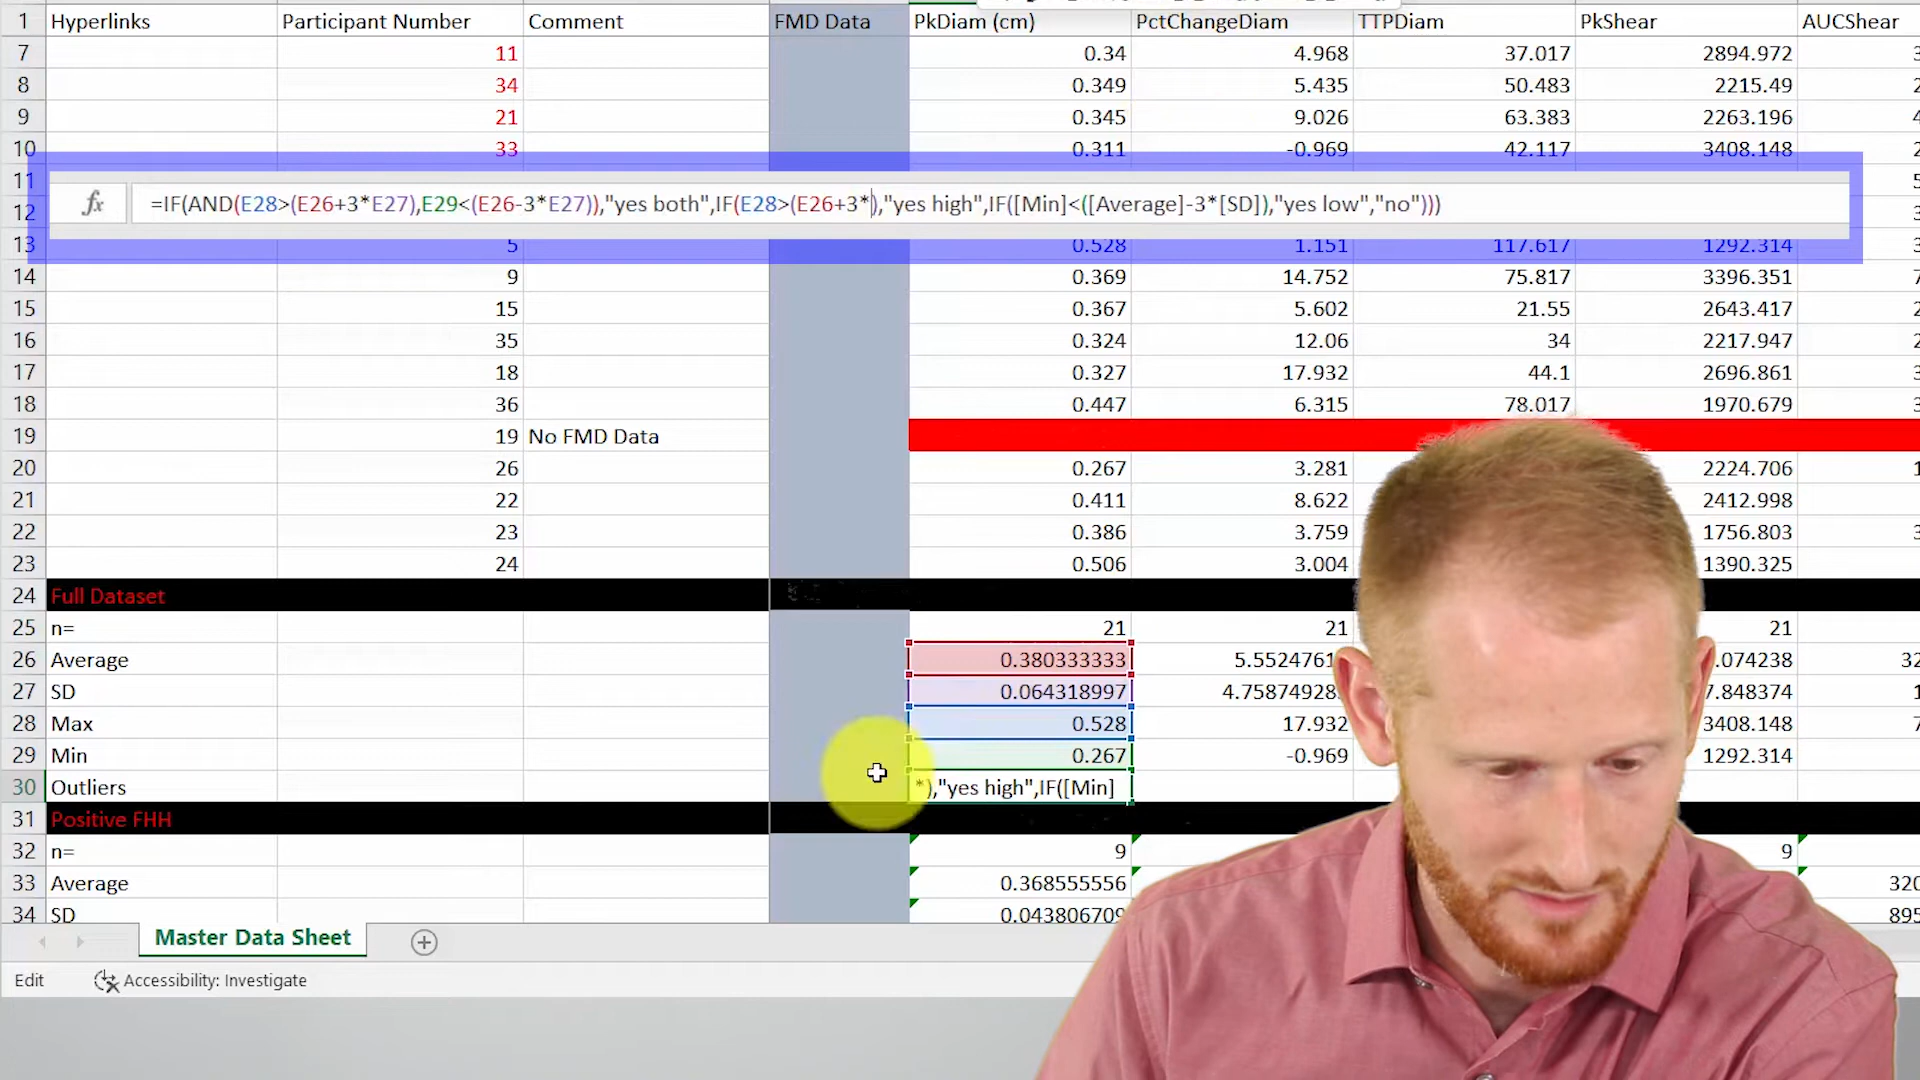 1 Hyperlinks Participant Number Comment FMD Data PkDiam (cm) PctChangeDiam TTPDiam PkShear AUCShear
7 11 0.34 4.968 37.017 2894.972
8 34 0.349 5.435 50.483 2215.49
9 21 0.345 9.026 63.383 2263.196
10 33 0.311 -0.969 42.117 3408.148
11
fx =IF(AND(E28>(E26+3*E27),E29<(E26-3*E27)),"yes both",IF(E28>(E26+3*),"yes high",IF([Min]<([Average]-3*[SD]),"yes low","no")))
12
13 5 0.528 1.151 117.617 1292.314
14 9 0.369 14.752 75.817 3396.351
15 15 0.367 5.602 21.55 2643.417
16 35 0.324 12.06 34 2217.947
17 18 0.327 17.932 44.1 2696.861
18 36 0.447 6.315 78.017 1970.679
19 19 No FMD Data
20 26 0.267 3.281 2224.706
21 22 0.411 8.622 2412.998
22 23 0.386 3.759 1756.803
23 24 0.506 3.004 1390.325
24 Full Dataset
25 n= 21 21 21
26 Average 0.380333333 5.5524761 .074238 32
27 SD 0.064318997 4.75874928 7.848374
28 Max 0.528 17.932 3408.148
29 Min 0.267 -0.969 1292.314
30 Outliers *),"yes high",IF([Min]
31 Positive FHH
32 n= 9 9
33 Average 0.368555556 320
34 SD 0.043806709 895
Master Data Sheet
Edit Accessibility: Investigate